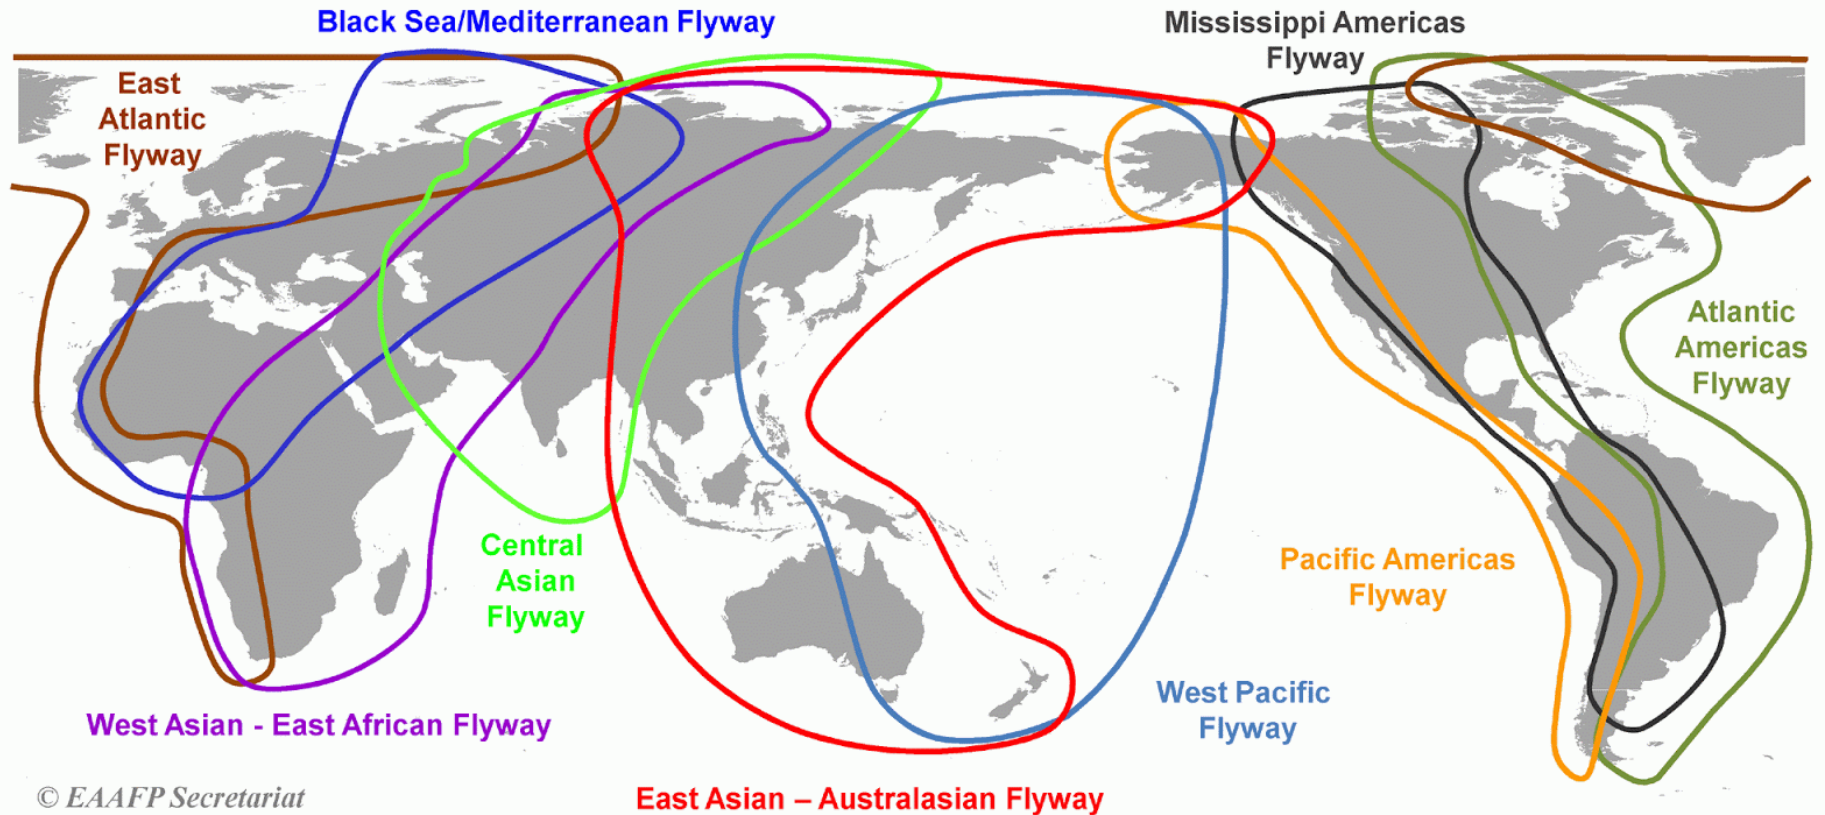 Black Sea/Mediterranean Flyway
Mississippi Americas
Flyway
East
Atlantic
Flyway
Atlantic
Americas
Flyway
Central
Asian
Flyway
Pacific Americas
Flyway
West Pacific
Flyway
West Asian - East African Flyway
East Asian – Australasian Flyway
© EAAFP Secretariat